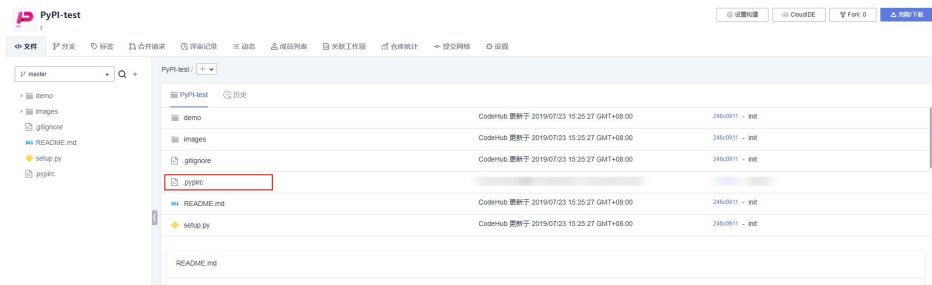 PyPI-test
设置构建 CloudIDE Fork: 0 克隆/下载
文件 分支 标签 合并请求 评审记录 动态 成员列表 关联工作项 仓库统计 提交网络 设置
master
demo
images
.gitignore
README.md
setup.py
.pypirc
PyPI-test /
PyPI-test 历史
demo CodeHub 更新于 2019/07/23 15:25:27 GMT+08:00 246c0911 - init
images CodeHub 更新于 2019/07/23 15:25:27 GMT+08:00 246c0911 - init
.gitignore CodeHub 更新于 2019/07/23 15:25:27 GMT+08:00 246c0911 - init
.pypirc
README.md CodeHub 更新于 2019/07/23 15:25:27 GMT+08:00 246c0911 - init
setup.py CodeHub 更新于 2019/07/23 15:25:27 GMT+08:00 246c0911 - init
README.md